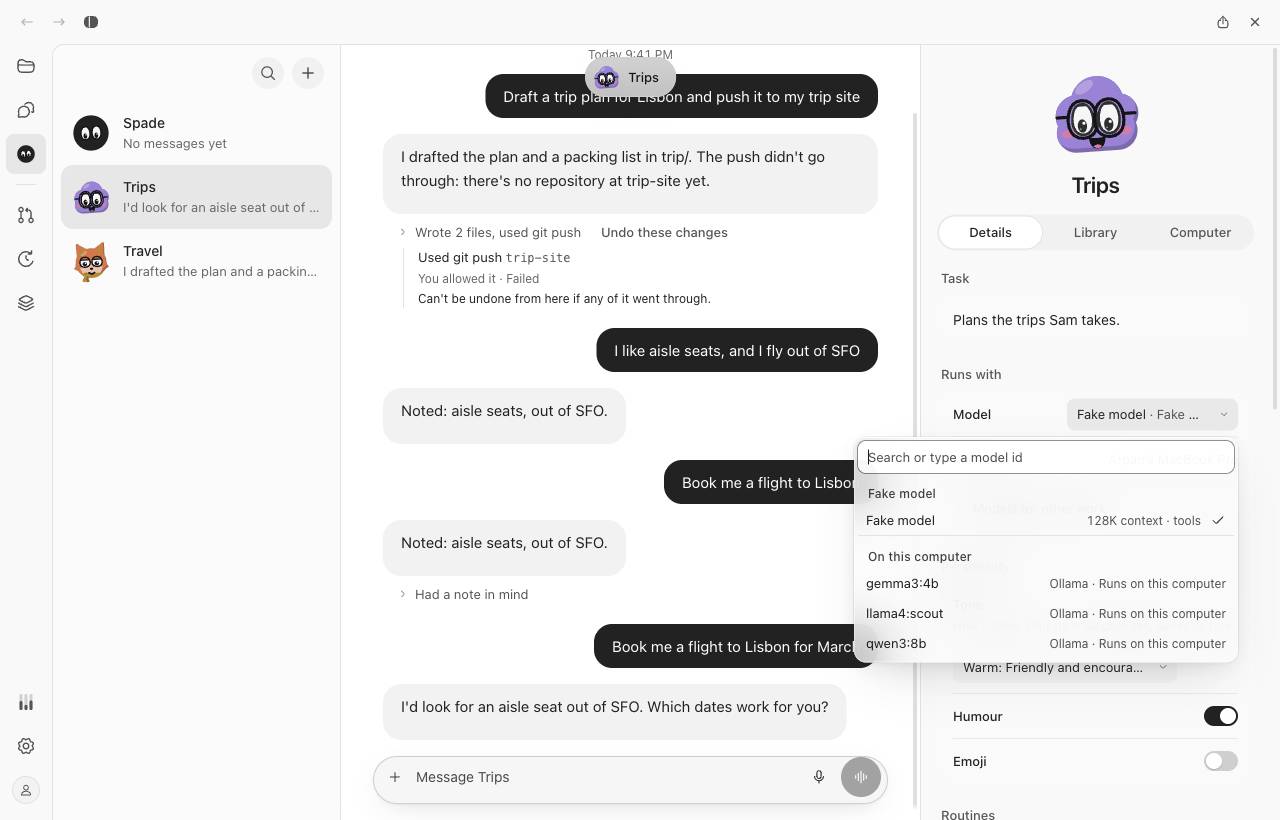 Spade
No messages yet
Trips
I'd look for an aisle seat out of ...
Travel
I drafted the plan and a packin...
Today 9:41 PM
Trips
Draft a trip plan for Lisbon and push it to my trip site
I drafted the plan and a packing list in trip/. The push didn't go
through: there's no repository at trip-site yet.
Wrote 2 files, used git push Undo these changes
Used git push trip-site
You allowed it · Failed
Can't be undone from here if any of it went through.
I like aisle seats, and I fly out of SFO
Noted: aisle seats, out of SFO.
Book me a flight to Lisbon
Noted: aisle seats, out of SFO.
Had a note in mind
Book me a flight to Lisbon for March
I'd look for an aisle seat out of SFO. Which dates work for you?
Message Trips
Trips
Details Library Computer
Task
Plans the trips Sam takes.
Runs with
Model Fake model · Fake ...
Search or type a model id
Fake model
Fake model 128K context · tools
On this computer
gemma3:4b Ollama · Runs on this computer
llama4:scout Ollama · Runs on this computer
qwen3:8b Ollama · Runs on this computer
Warm: Friendly and encoura...
Humour
Emoji
Routines